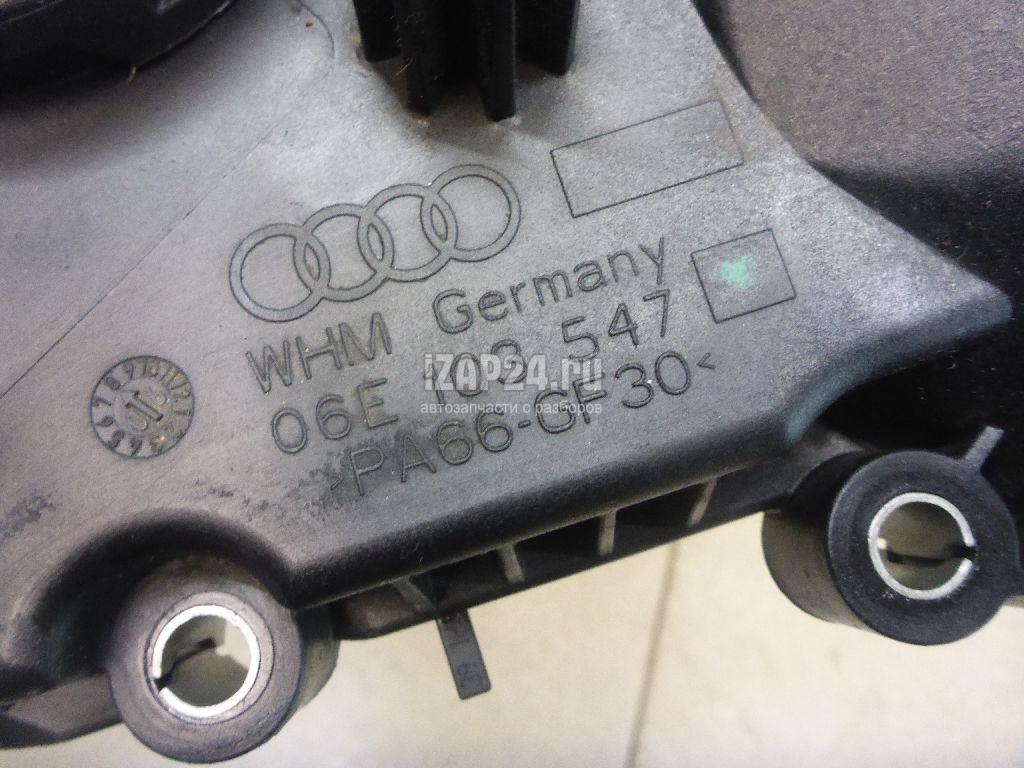 WHM Germany
06E 103 547
>PA66-GF30<
iZAP24.ru
автозапчасти с разборов